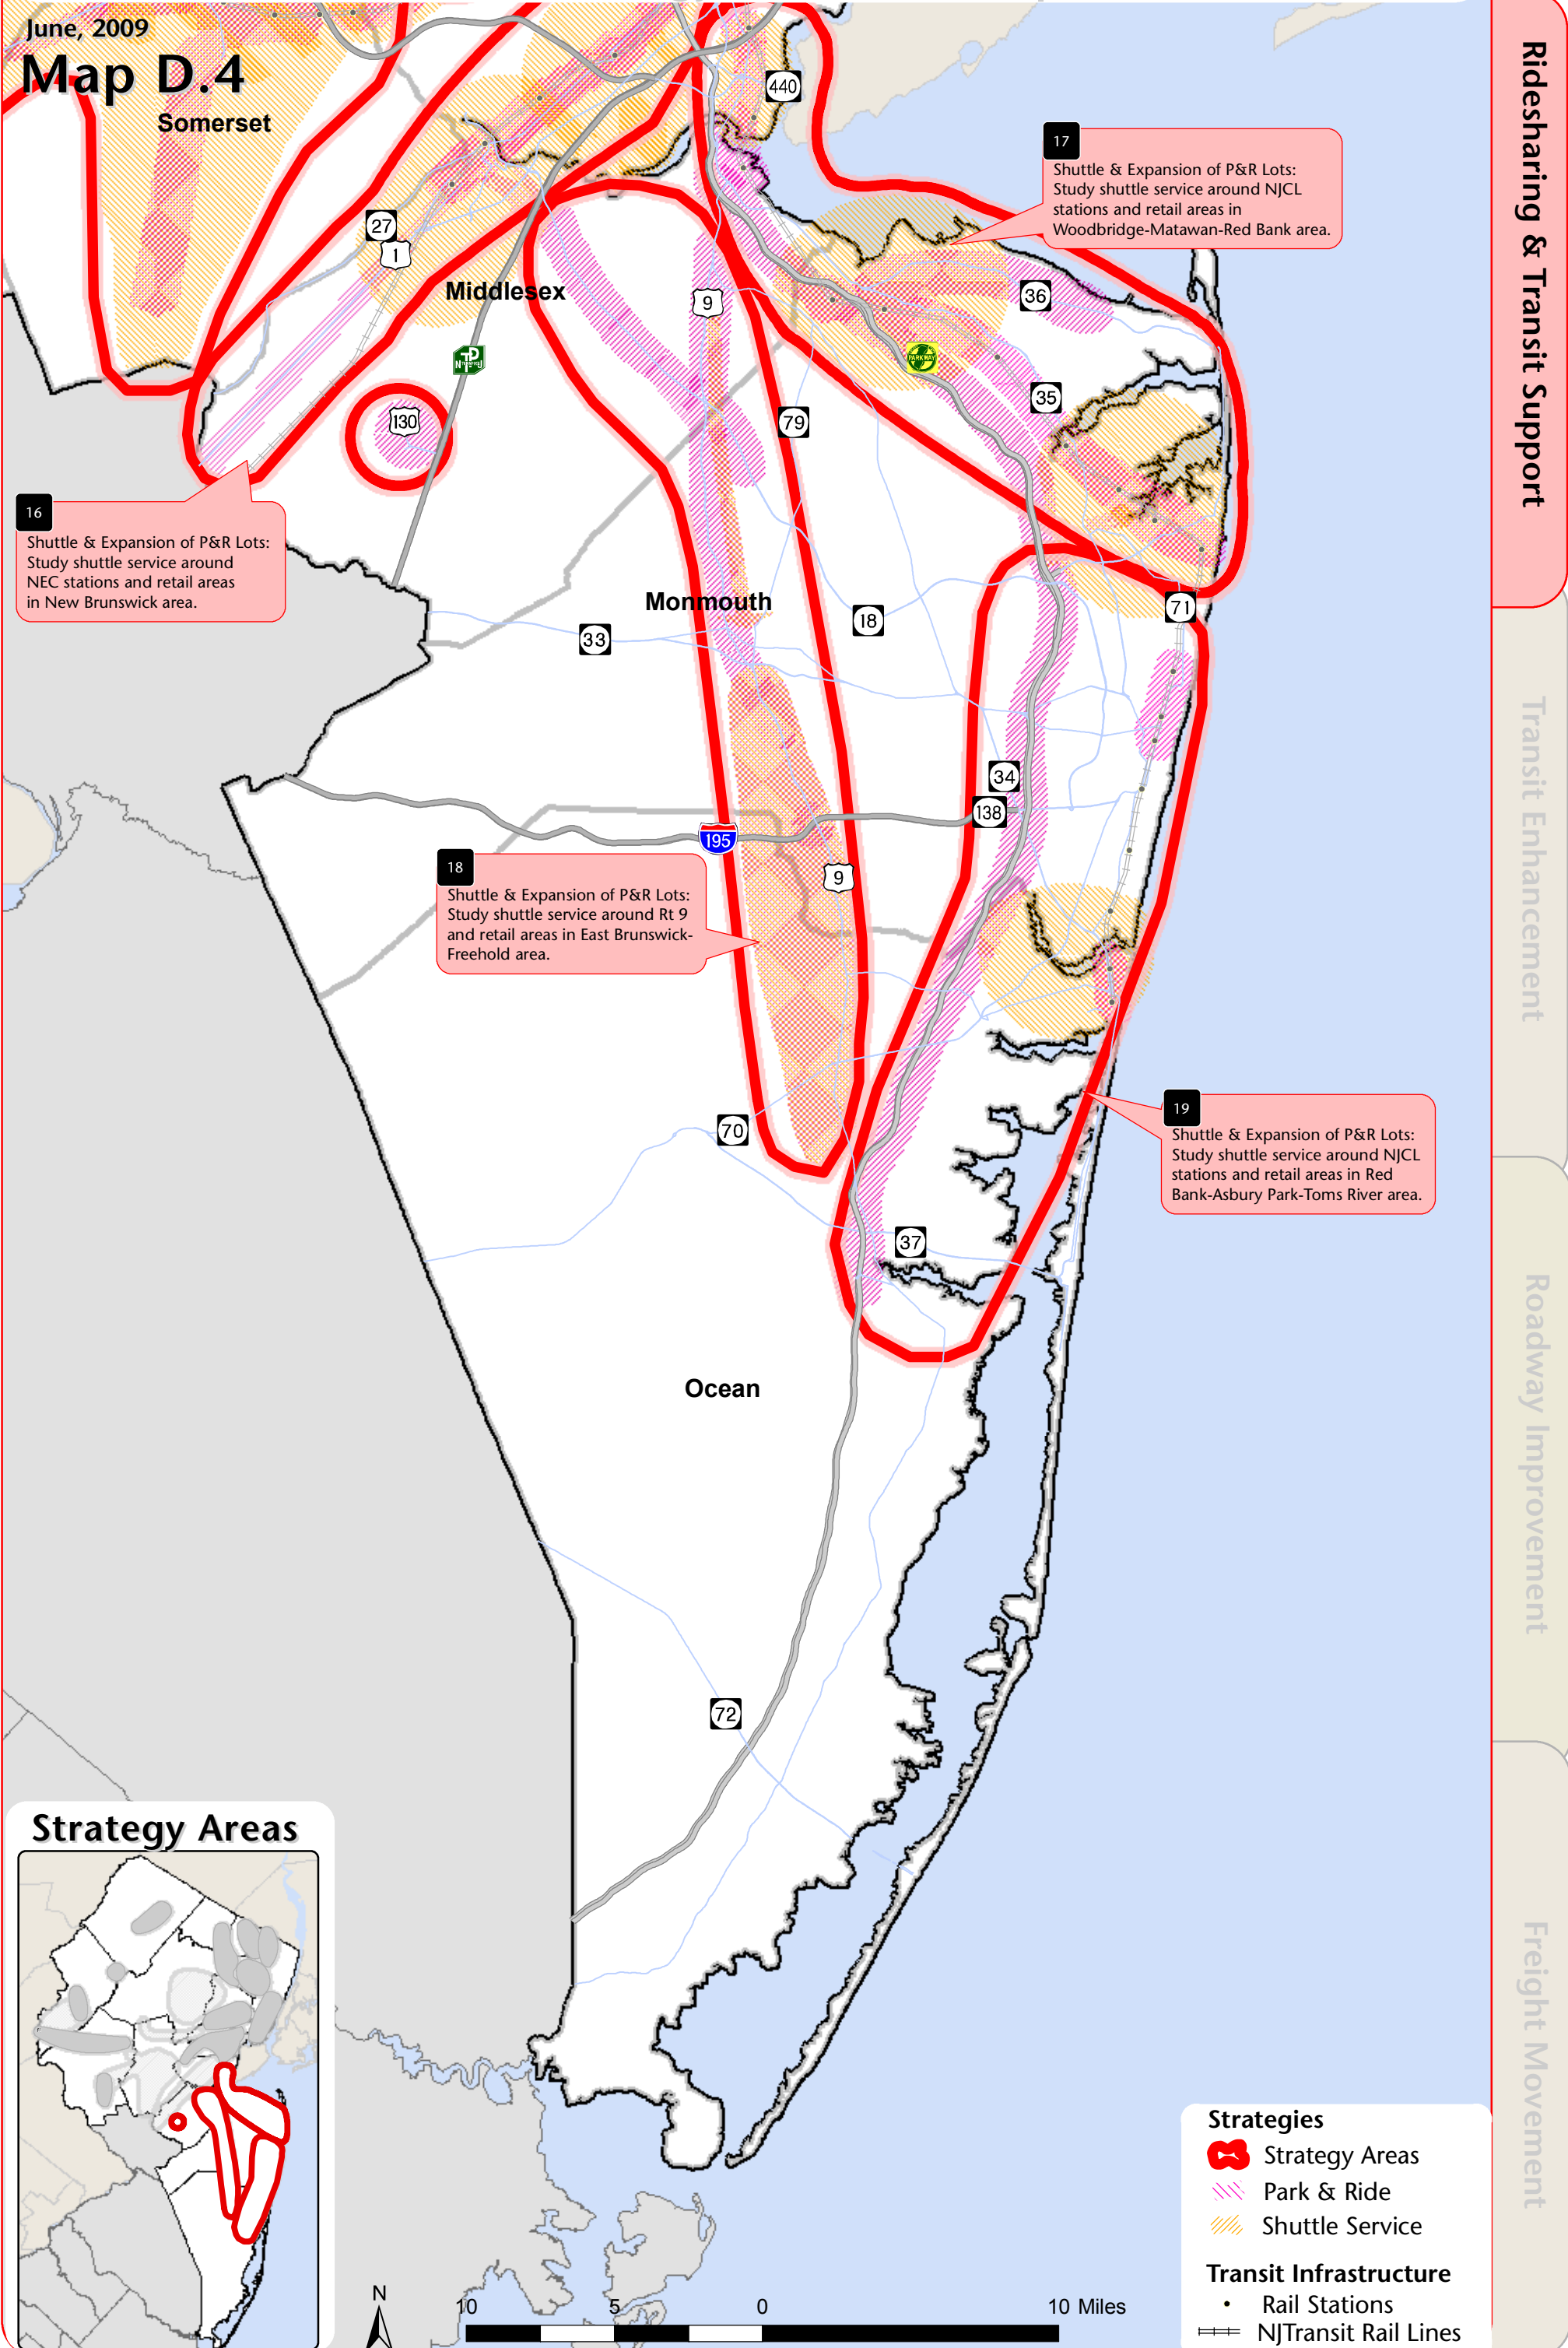 June, 2009
Map D.4
Somerset
440
27
1
Middlesex
17
Shuttle & Expansion of P&R Lots:
Study shuttle service around NJCL
stations and retail areas in
Woodbridge-Matawan-Red Bank area.
9
36
PARKWAY
130
79
35
16
Shuttle & Expansion of P&R Lots:
Study shuttle service around
NEC stations and retail areas
in New Brunswick area.
Monmouth
33
18
71
34
138
195
18
Shuttle & Expansion of P&R Lots:
Study shuttle service around Rt 9
and retail areas in East Brunswick-
Freehold area.
9
70
19
Shuttle & Expansion of P&R Lots:
Study shuttle service around NJCL
stations and retail areas in Red
Bank-Asbury Park-Toms River area.
37
Ocean
72
Ridesharing & Transit Support
Transit Enhancement
Roadway Improvement
Freight Movement
Strategy Areas
N
10 5 0 10 Miles
Strategies
Strategy Areas
Park & Ride
Shuttle Service
Transit Infrastructure
Rail Stations
NJTransit Rail Lines